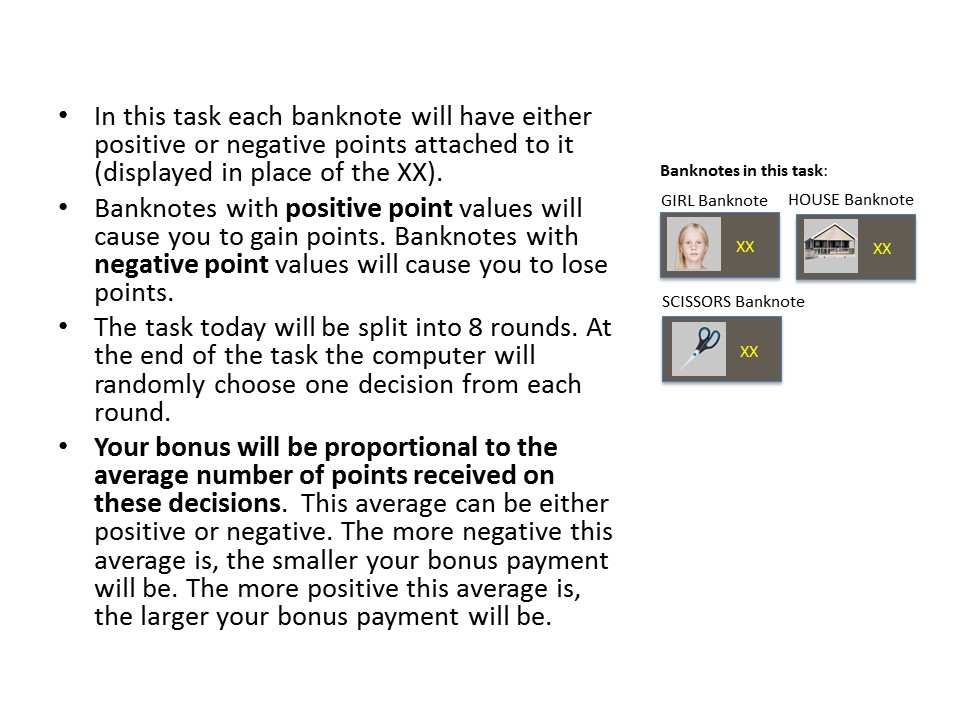 • In this task each banknote will have either
positive or negative points attached to it
(displayed in place of the XX).
• Banknotes with positive point values will
cause you to gain points. Banknotes with
negative point values will cause you to lose
points.
• The task today will be split into 8 rounds. At
the end of the task the computer will
randomly choose one decision from each
round.
• Your bonus will be proportional to the
average number of points received on
these decisions. This average can be either
positive or negative. The more negative this
average is, the smaller your bonus payment
will be. The more positive this average is,
the larger your bonus payment will be.
Banknotes in this task:
GIRL Banknote
XX
HOUSE Banknote
XX
SCISSORS Banknote
XX